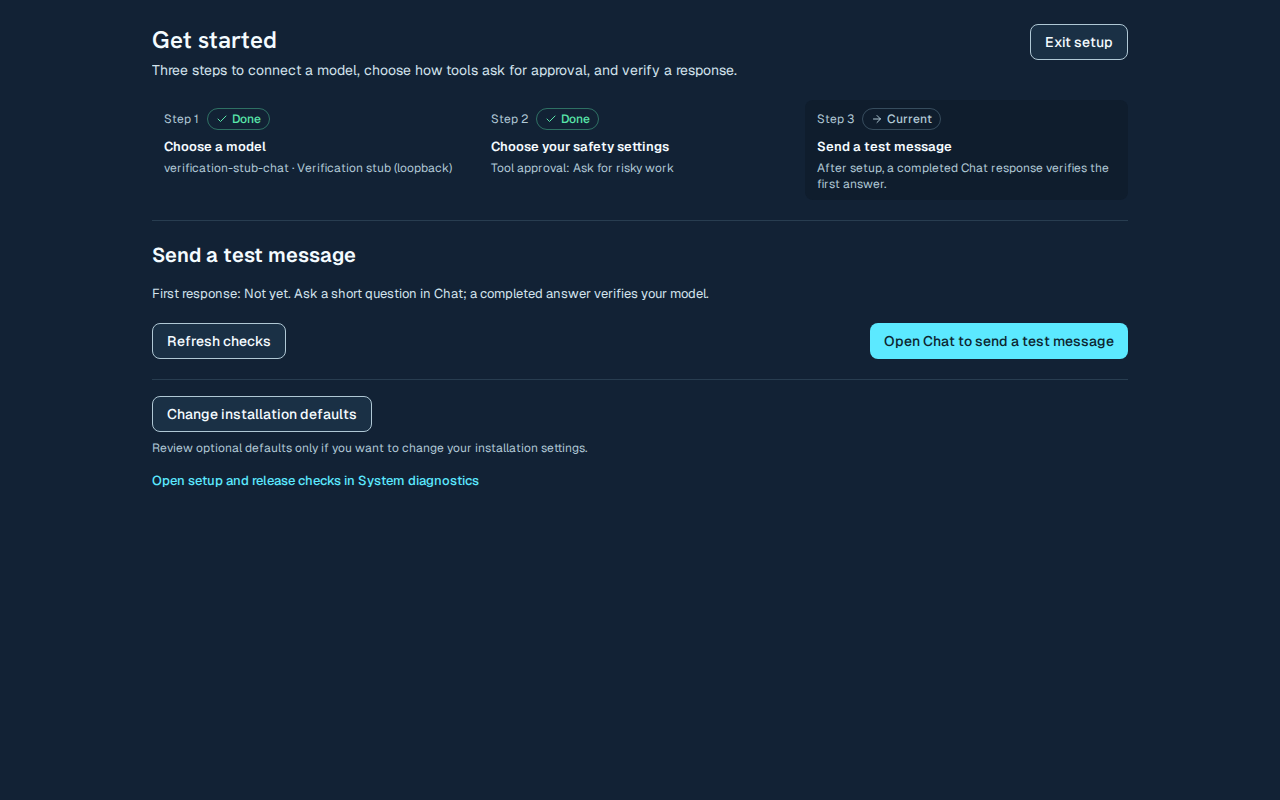 Get started
Exit setup
Three steps to connect a model, choose how tools ask for approval, and verify a response.
Step 1 Done
Choose a model
verification-stub-chat · Verification stub (loopback)
Step 2 Done
Choose your safety settings
Tool approval: Ask for risky work
Step 3 Current
Send a test message
After setup, a completed Chat response verifies the
first answer.
Send a test message
First response: Not yet. Ask a short question in Chat; a completed answer verifies your model.
Refresh checks
Open Chat to send a test message
Change installation defaults
Review optional defaults only if you want to change your installation settings.
Open setup and release checks in System diagnostics